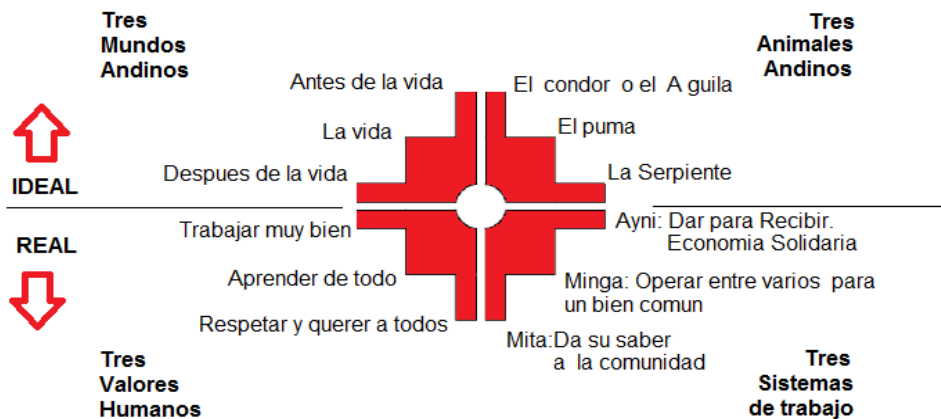 Tres
Mundos
Andinos
Tres
Animales
Andinos
Antes de la vida
El condor o el A guila
La vida
El puma
Despues de la vida
La Serpiente
IDEAL
REAL
Trabajar muy bien
Ayni: Dar para Recibir.
Economia Solidaria
Aprender de todo
Minga: Operar entre varios para
un bien comun
Respetar y querer a todos
Mita:Da su saber
a la comunidad
Tres
Valores
Humanos
Tres
Sistemas
de trabajo